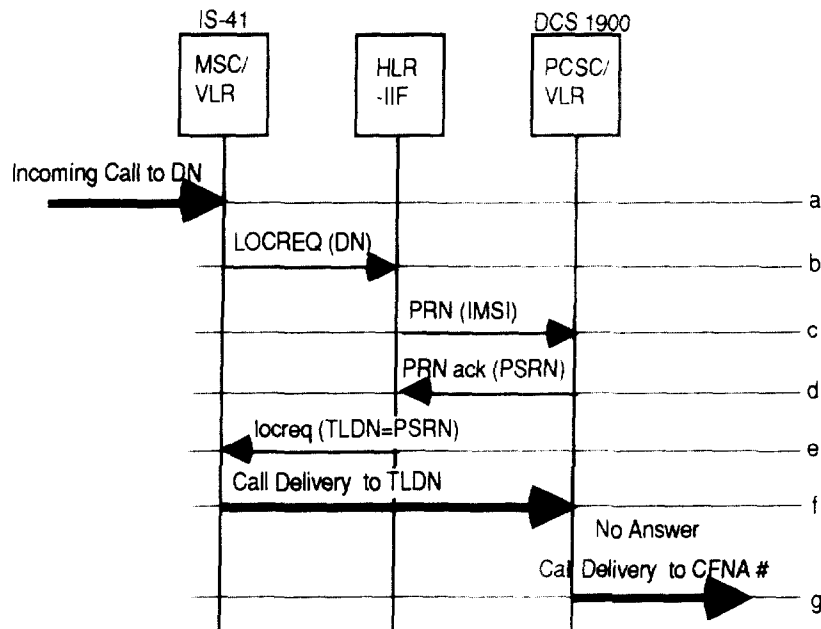 IS-41
DCS 1900
MSC/
VLR
HLR
-IIF
PCSC/
VLR
Incoming Call to DN
a
LOCREQ (DN)
b
PRN (IMSI)
c
PRN ack (PSRN)
d
locreq (TLDN=PSRN)
e
Call Delivery to TLDN
f
No Answer
Call Delivery to CFNA #
g